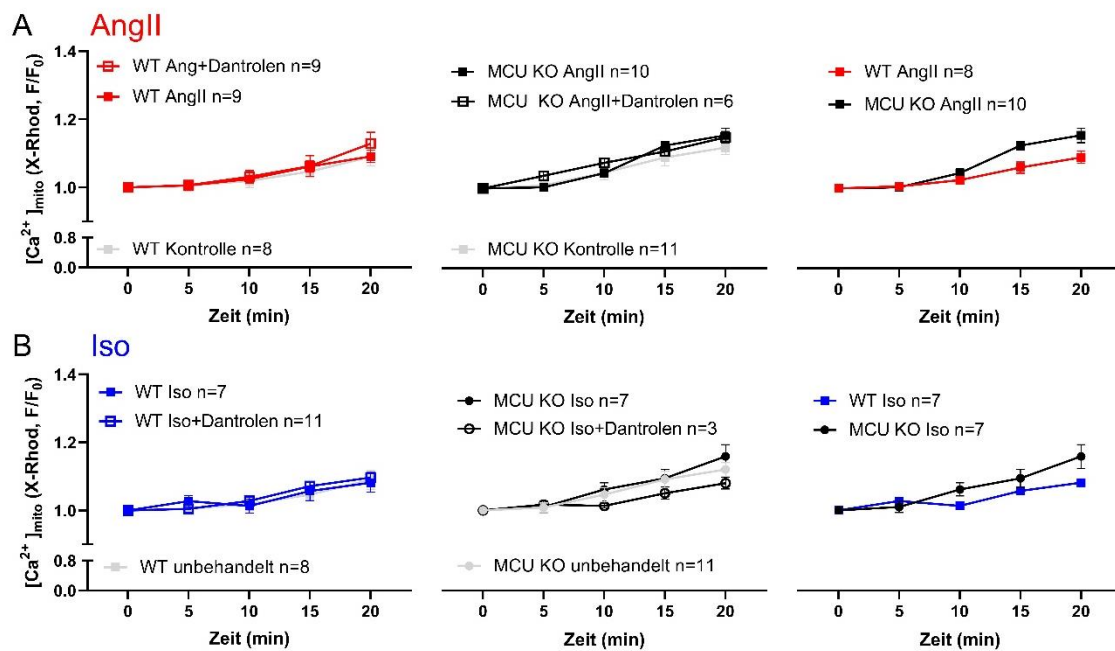 A AngII
[Ca2+]mito (X-Rhod, F/F0)
1.4
1.2
1.0
0.8
0.0
WT Ang+Dantrolen n=9
WT AngII n=9
WT Kontrolle n=8
0 5 10 15 20
Zeit (min)
MCU KO AngII n=10
MCU KO AngII+Dantrolen n=6
MCU KO Kontrolle n=11
0 5 10 15 20
Zeit (min)
WT AngII n=8
MCU KO AngII n=10
0 5 10 15 20
Zeit (min)
B Iso
[Ca2+]mito (X-Rhod, F/F0)
1.4
1.2
1.0
0.8
0.0
WT Iso n=7
WT Iso+Dantrolen n=11
WT unbehandelt n=8
0 5 10 15 20
Zeit (min)
MCU KO Iso n=7
MCU KO Iso+Dantrolen n=3
MCU KO unbehandelt n=11
0 5 10 15 20
Zeit (min)
WT Iso n=7
MCU KO Iso n=7
0 5 10 15 20
Zeit (min)